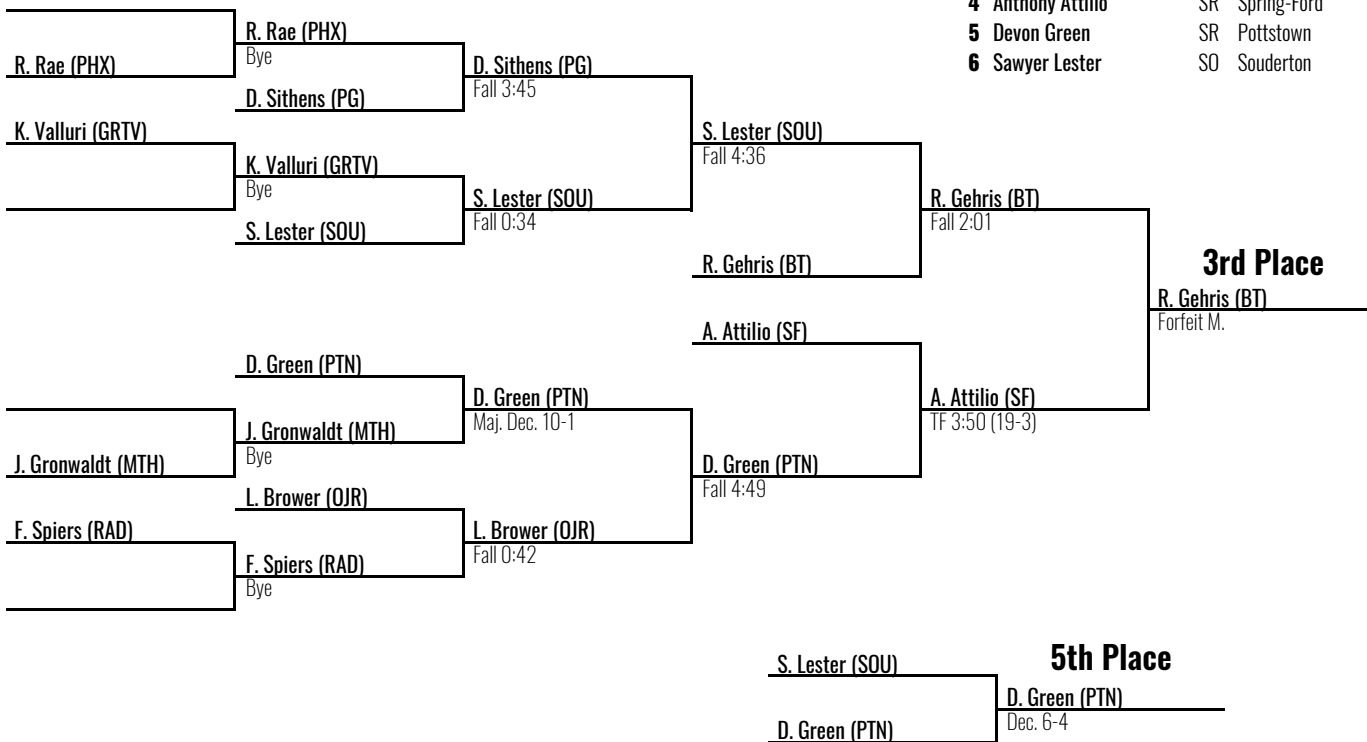 4 Anthony Attilio SR Spring-Ford
5 Devon Green SR Pottstown
6 Sawyer Lester SO Souderton
R. Rae (PHX)
R. Rae (PHX)
Bye
D. Sithens (PG)
D. Sithens (PG)
Fall 3:45
K. Valluri (GRTV)
K. Valluri (GRTV)
Bye
S. Lester (SOU)
S. Lester (SOU)
Fall 0:34
S. Lester (SOU)
Fall 4:36
R. Gehris (BT)
R. Gehris (BT)
Fall 2:01
3rd Place
R. Gehris (BT)
Forfeit M.
A. Attilio (SF)
A. Attilio (SF)
TF 3:50 (19-3)
D. Green (PTN)
D. Green (PTN)
Maj. Dec. 10-1
J. Gronwaldt (MTH)
J. Gronwaldt (MTH)
Bye
D. Green (PTN)
Fall 4:49
L. Brower (OJR)
L. Brower (OJR)
Fall 0:42
F. Spiers (RAD)
F. Spiers (RAD)
Bye
5th Place
S. Lester (SOU)
D. Green (PTN)
D. Green (PTN)
Dec. 6-4